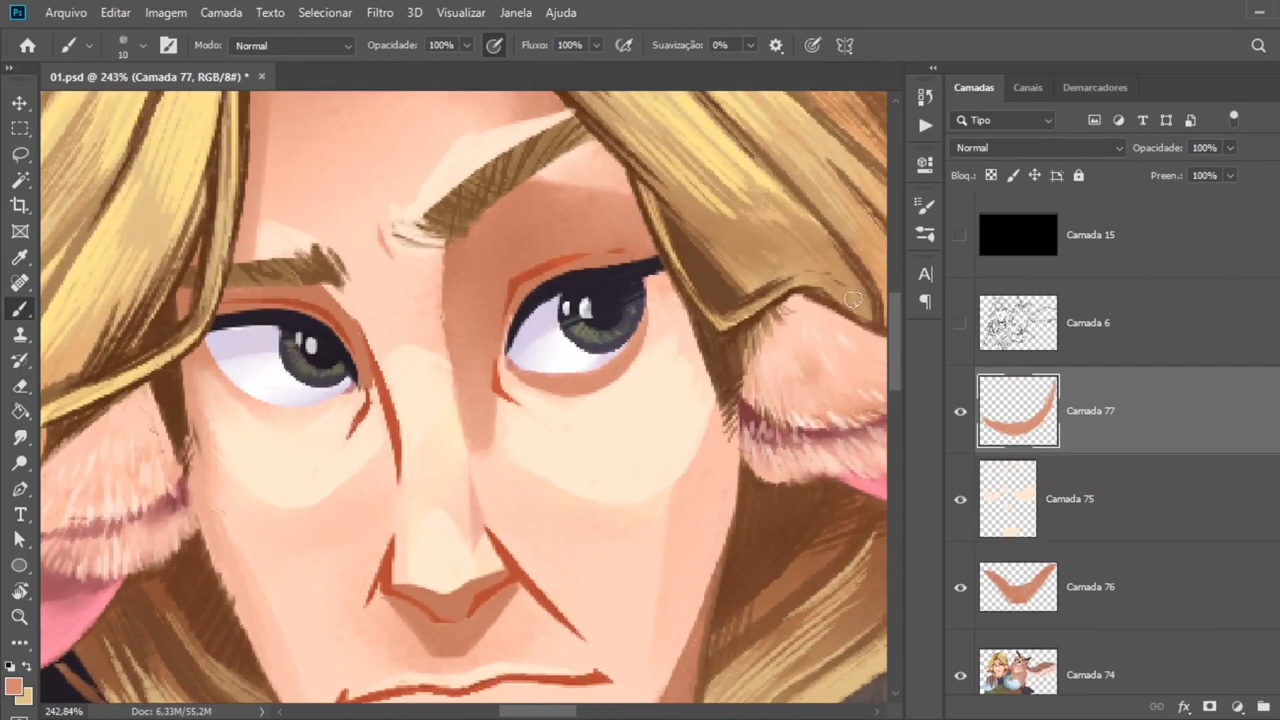 Ps Arquivo Editar Imagem Camada Texto Selecionar Filtro 3D Visualizar Janela Ajuda
10 Modo: Normal Opacidade: 100% Fluxo: 100% Suavização: 0%
01.psd @ 243% (Camada 77, RGB/8#) *
Camadas Canais Demarcadores
Tipo
Normal Opacidade: 100%
Bloq.: Preen.: 100%
Camada 15
Camada 6
Camada 77
Camada 75
Camada 76
Camada 74
242,84% Doc: 6,33M/55,2M